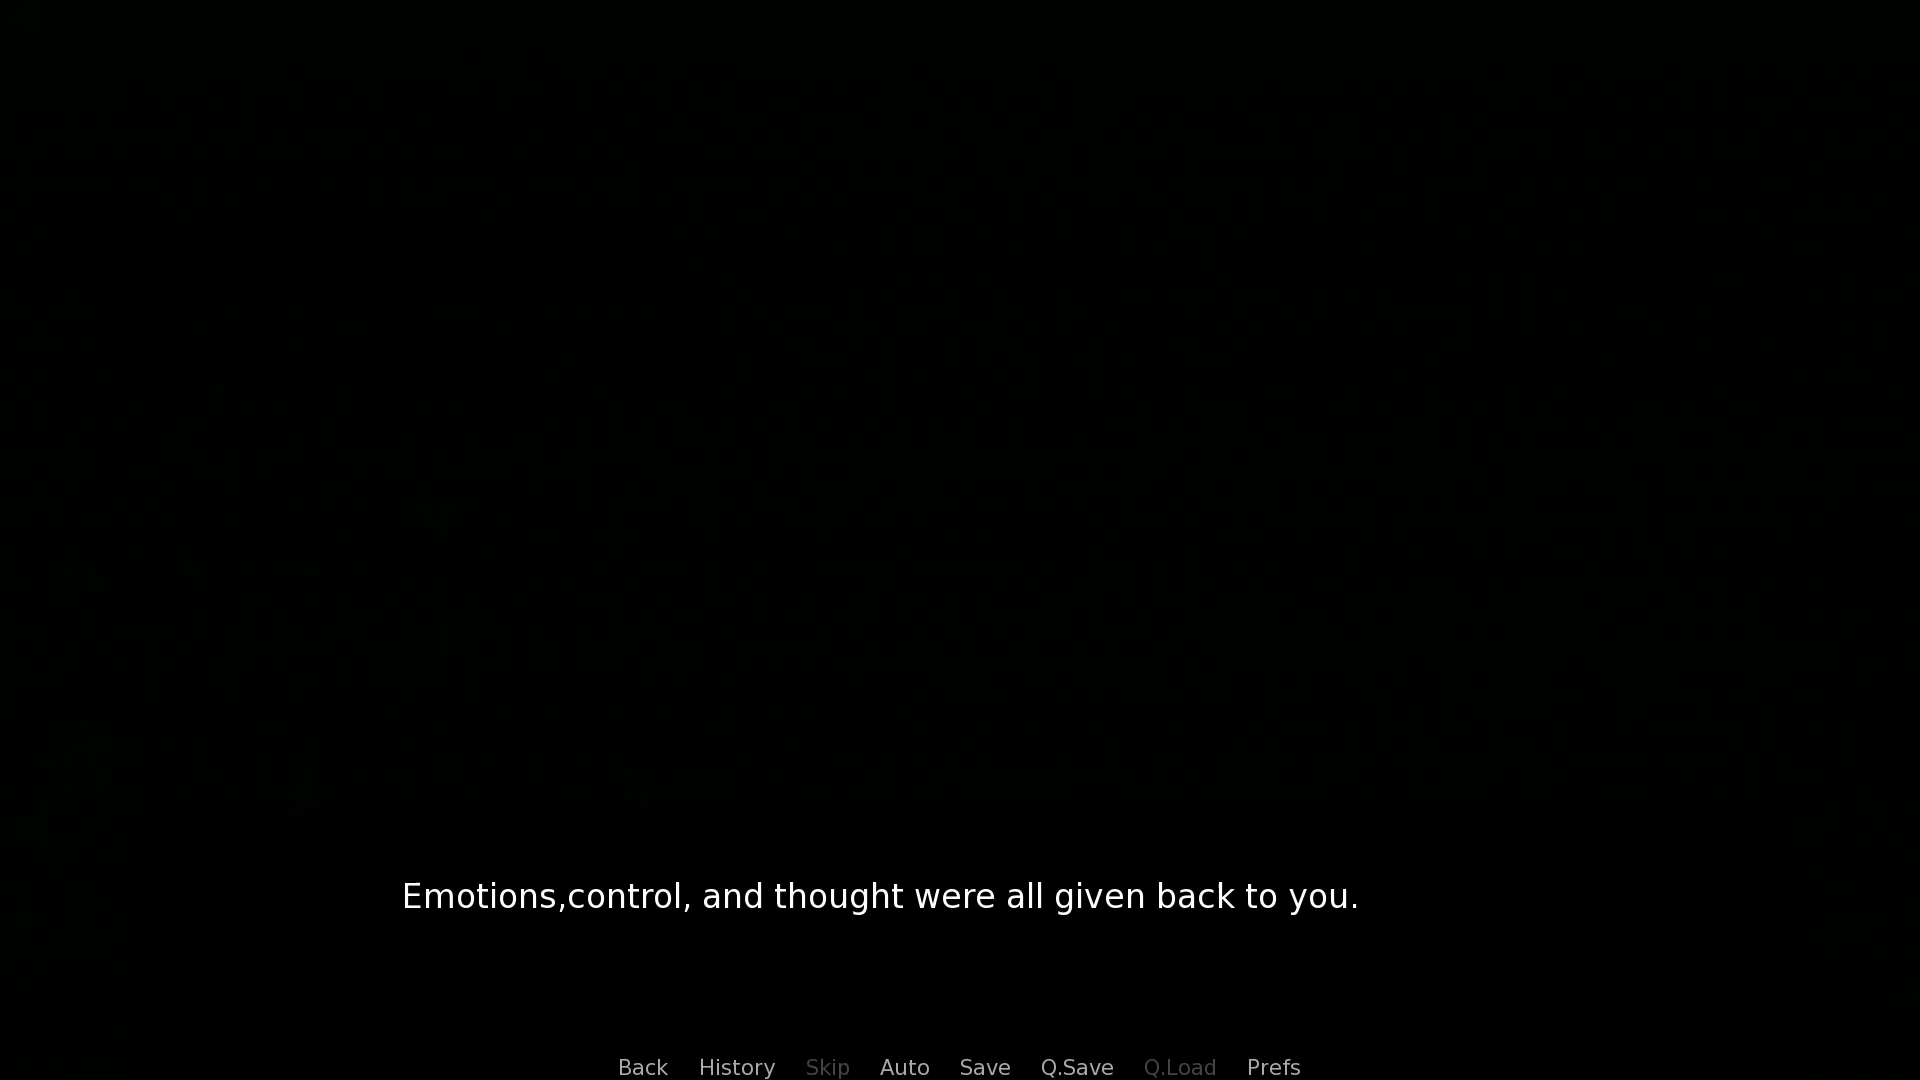 Emotions,control, and thought were all given back to you.
Back History Skip Auto Save Q.Save Q.Load Prefs